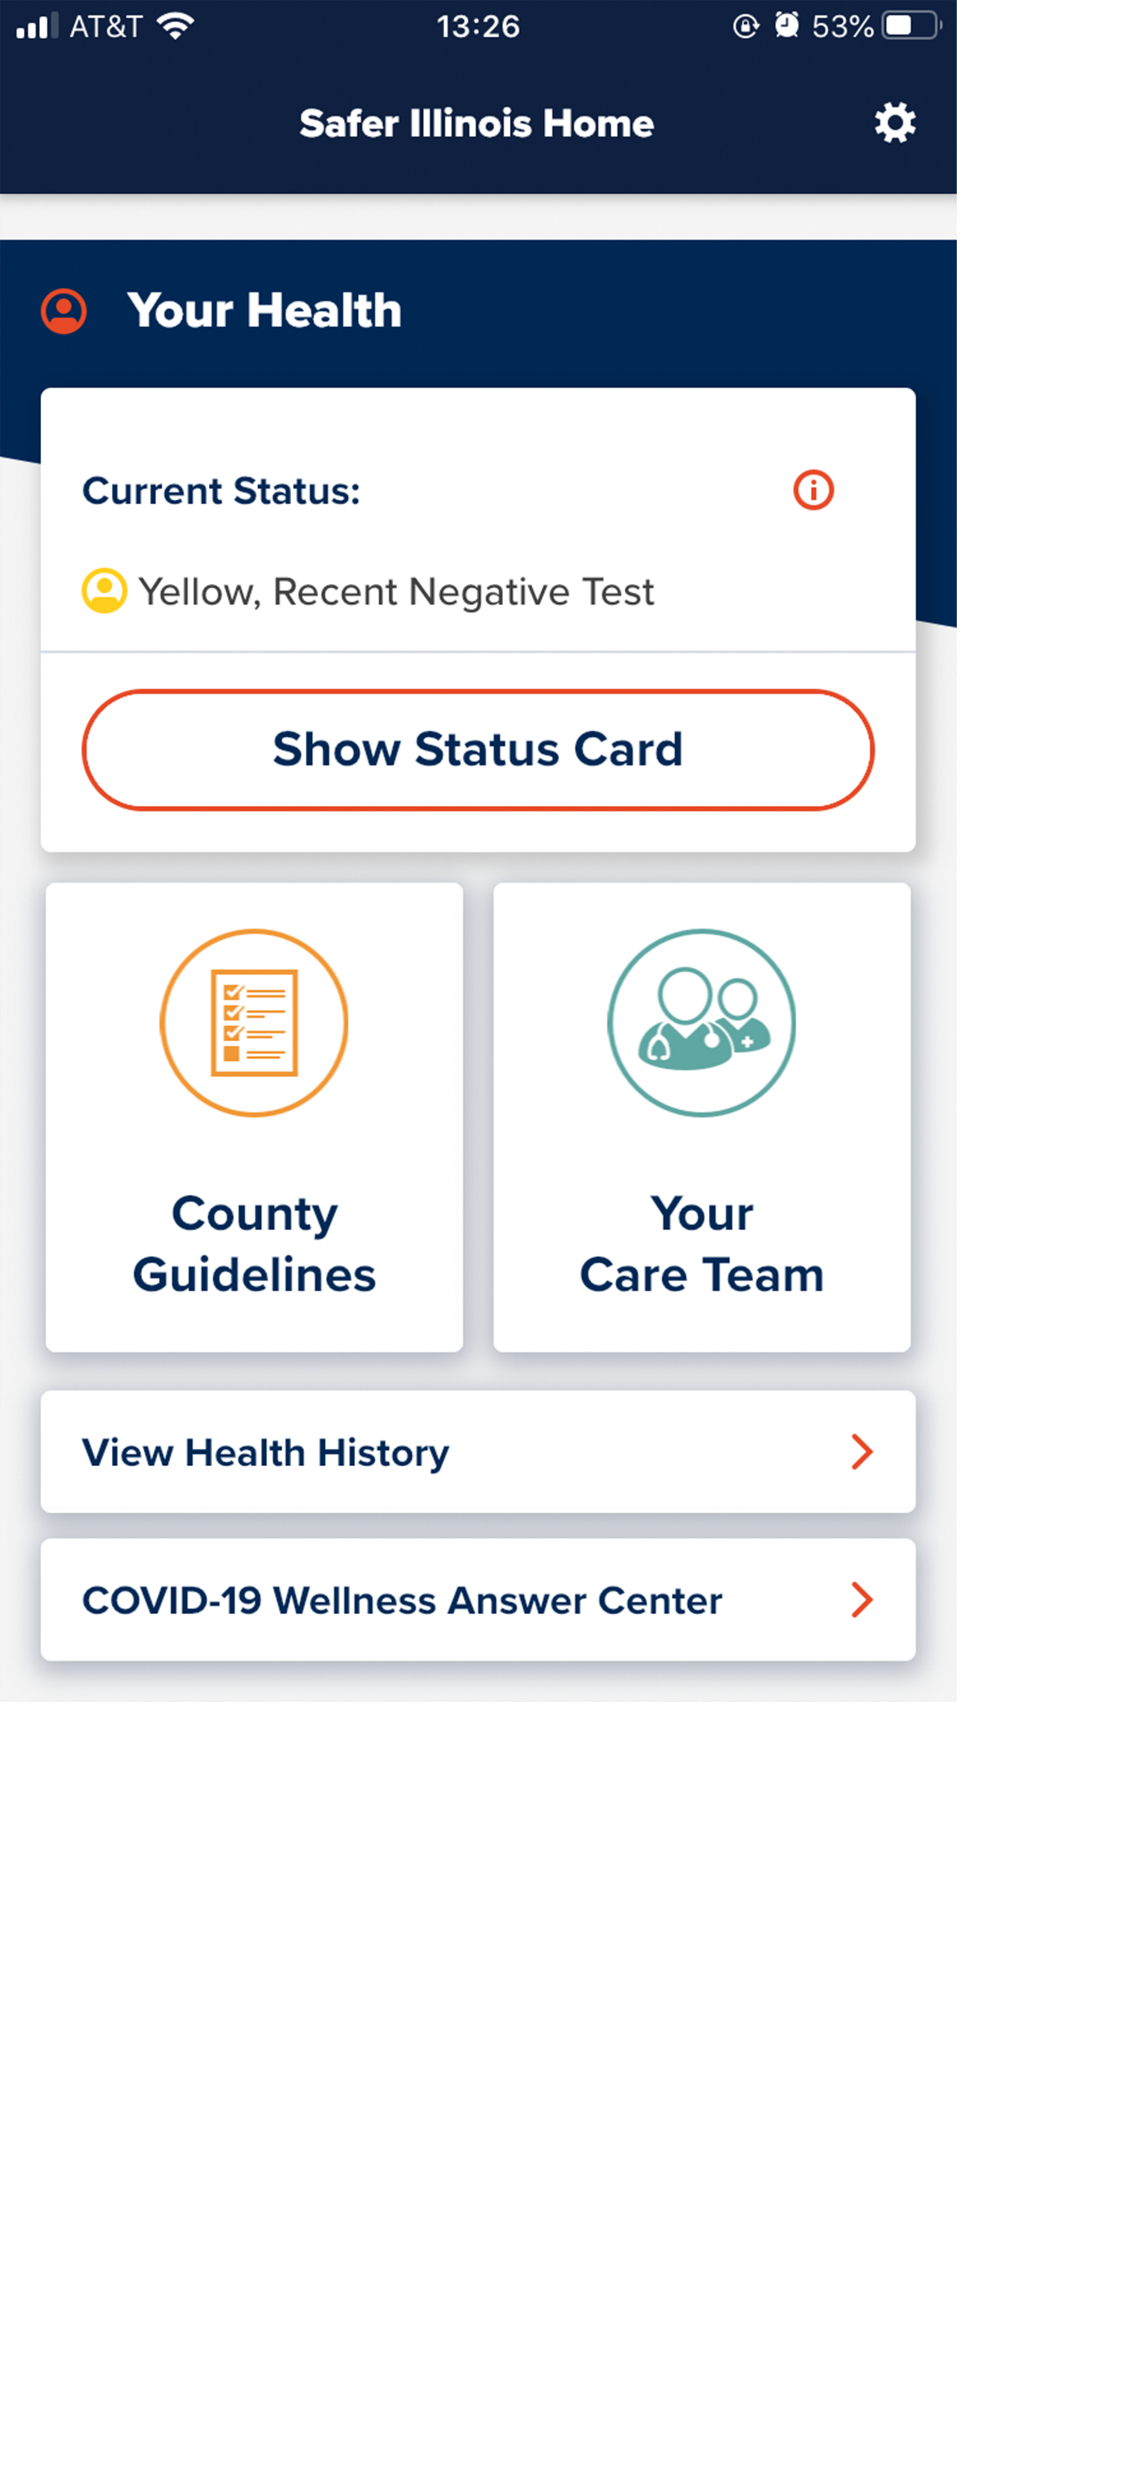 AT&T 13:26 53%
Safer Illinois Home
Your Health
Current Status:
Yellow, Recent Negative Test
Show Status Card
County
Guidelines
Your
Care Team
View Health History
COVID-19 Wellness Answer Center